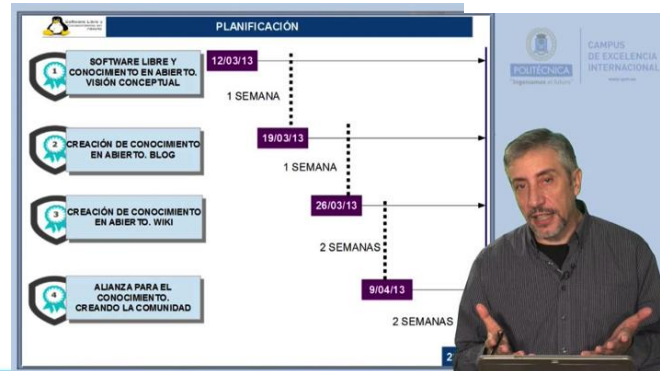 PLANIFICACIÓN
1
SOFTWARE LIBRE Y
CONOCIMIENTO EN ABIERTO.
VISIÓN CONCEPTUAL
12/03/13
1 SEMANA
2
CREACIÓN DE CONOCIMIENTO
EN ABIERTO. BLOG
19/03/13
1 SEMANA
3
CREACIÓN DE CONOCIMIENTO
EN ABIERTO. WIKI
26/03/13
2 SEMANAS
4
ALIANZA PARA EL
CONOCIMIENTO.
CREANDO LA COMUNIDAD
9/04/13
2 SEMANAS
2
POLITÉCNICA
CAMPUS
DE EXCELENCIA
INTERNACIONAL